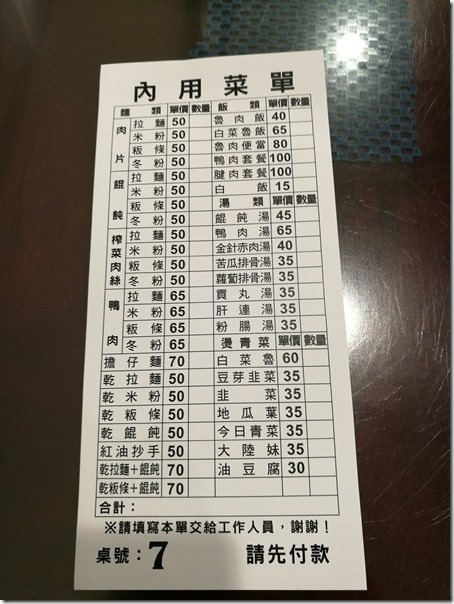 內用菜單
麵類 單價 數量
肉片
拉麵 50
米粉 50
粄條 50
冬粉 50
餛飩
拉麵 50
米粉 50
粄條 50
冬粉 50
榨菜肉絲
拉麵 50
米粉 50
粄條 50
冬粉 50
鴨肉
拉麵 65
米粉 65
粄條 65
冬粉 65
擔仔麵 70
乾拉麵 50
乾米粉 50
乾粄條 50
乾餛飩 50
紅油抄手 50
乾拉麵+餛飩 70
乾粄條+餛飩 70
飯類 單價 數量
魯肉飯 40
白菜魯飯 65
魯肉便當 80
鴨肉套餐 100
腱肉套餐 100
白飯 15
湯類 單價 數量
餛飩湯 45
鴨肉湯 65
金針赤肉湯 40
苦瓜排骨湯 35
蘿蔔排骨湯 35
貢丸湯 35
肝連湯 35
粉腸湯 35
燙青菜 單價 數量
白菜魯 60
豆芽韭菜 35
韭菜 35
地瓜葉 35
今日青菜 35
大陸妹 35
油豆腐 30
合計：
※請填寫本單交給工作人員，謝謝！
桌號：7 請先付款